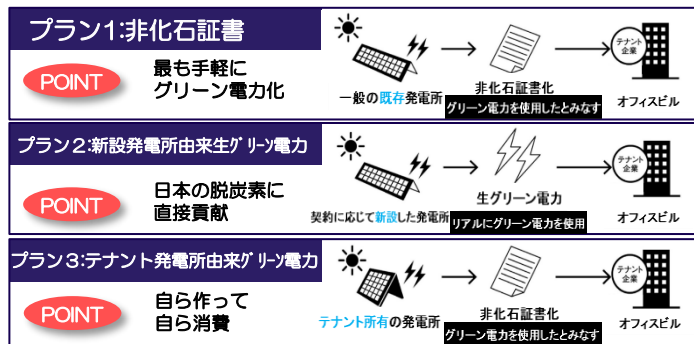 プラン1:非化石証書
POINT
最も手軽に
グリーン電力化
一般の既存発電所
非化石証書化
グリーン電力を使用したとみなす
テナント
企業
オフィスビル
プラン2:新設発電所由来生グリーン電力
POINT
日本の脱炭素に
直接貢献
契約に応じて新設した発電所
生グリーン電力
リアルにグリーン電力を使用
テナント
企業
オフィスビル
プラン3:テナント発電所由来グリーン電力
POINT
自ら作って
自ら消費
テナント所有の発電所
非化石証書化
グリーン電力を使用したとみなす
テナント
企業
オフィスビル